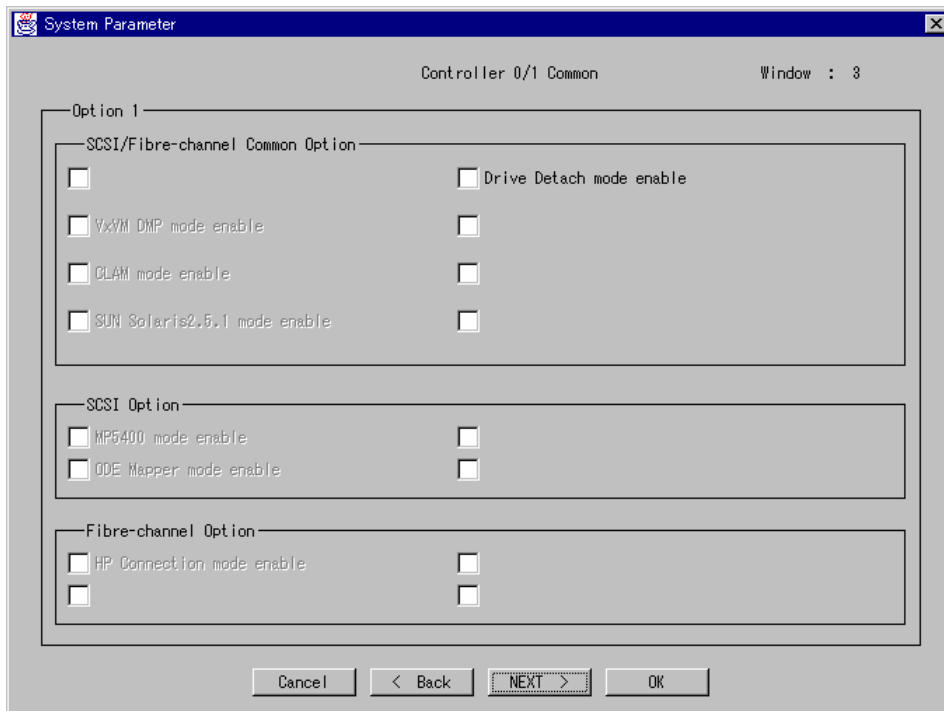 System Parameter
Controller 0/1 Common Window : 3
Option 1
SCSI/Fibre-channel Common Option
Drive Detach mode enable
VxVM DMP mode enable
CLAM mode enable
SUN Solaris2.5.1 mode enable
SCSI Option
MP5400 mode enable
ODE Mapper mode enable
Fibre-channel Option
HP Connection mode enable
Cancel < Back NEXT > OK